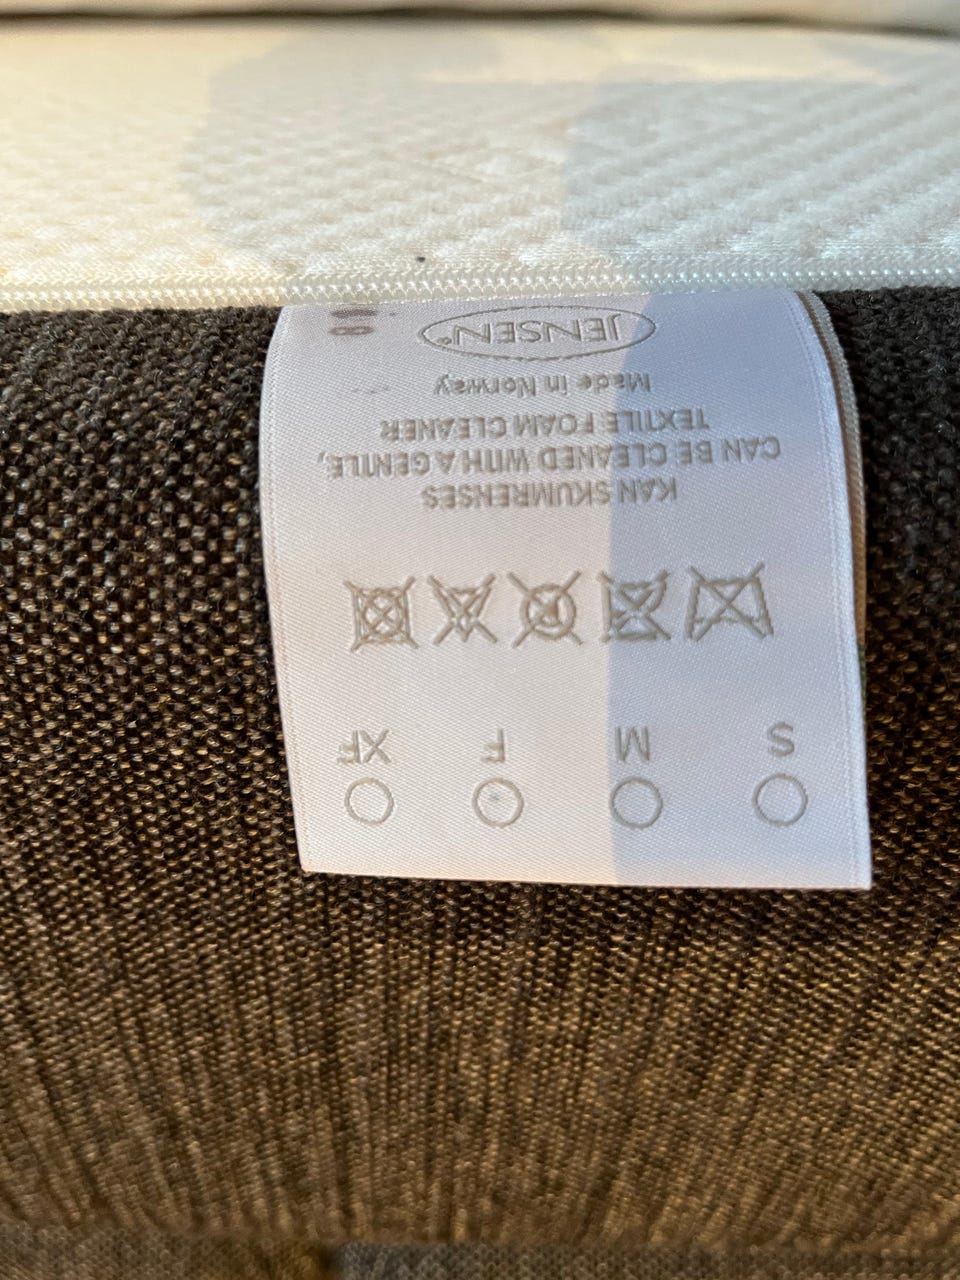 S M F XF
KAN SKUMRENSES
CAN BE CLEANED WITH A GENTLE,
TEXTILE FOAM CLEANER
Made in Norway
JENSEN®